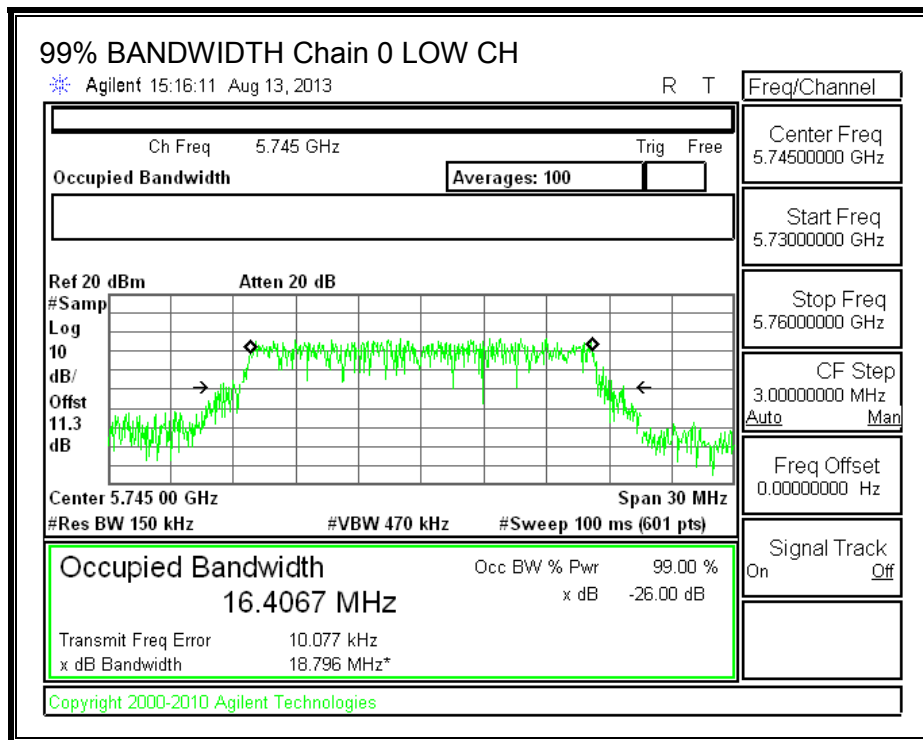 99% BANDWIDTH Chain 0 LOW CH
Agilent 15:16:11 Aug 13, 2013 R T
Freq/Channel
Ch Freq 5.745 GHz Trig Free
Occupied Bandwidth Averages: 100
Center Freq
5.74500000 GHz
Start Freq
5.73000000 GHz
Stop Freq
5.76000000 GHz
CF Step
3.00000000 MHz
Auto Man
Freq Offset
0.00000000 Hz
Signal Track
On Off
Ref 20 dBm Atten 20 dB
#Samp
Log
10
dB/
Offst
11.3
dB
Center 5.745 00 GHz Span 30 MHz
#Res BW 150 kHz #VBW 470 kHz #Sweep 100 ms (601 pts)
Occupied Bandwidth Occ BW % Pwr 99.00 %
16.4067 MHz x dB -26.00 dB
Transmit Freq Error 10.077 kHz
x dB Bandwidth 18.796 MHz*
Copyright 2000-2010 Agilent Technologies